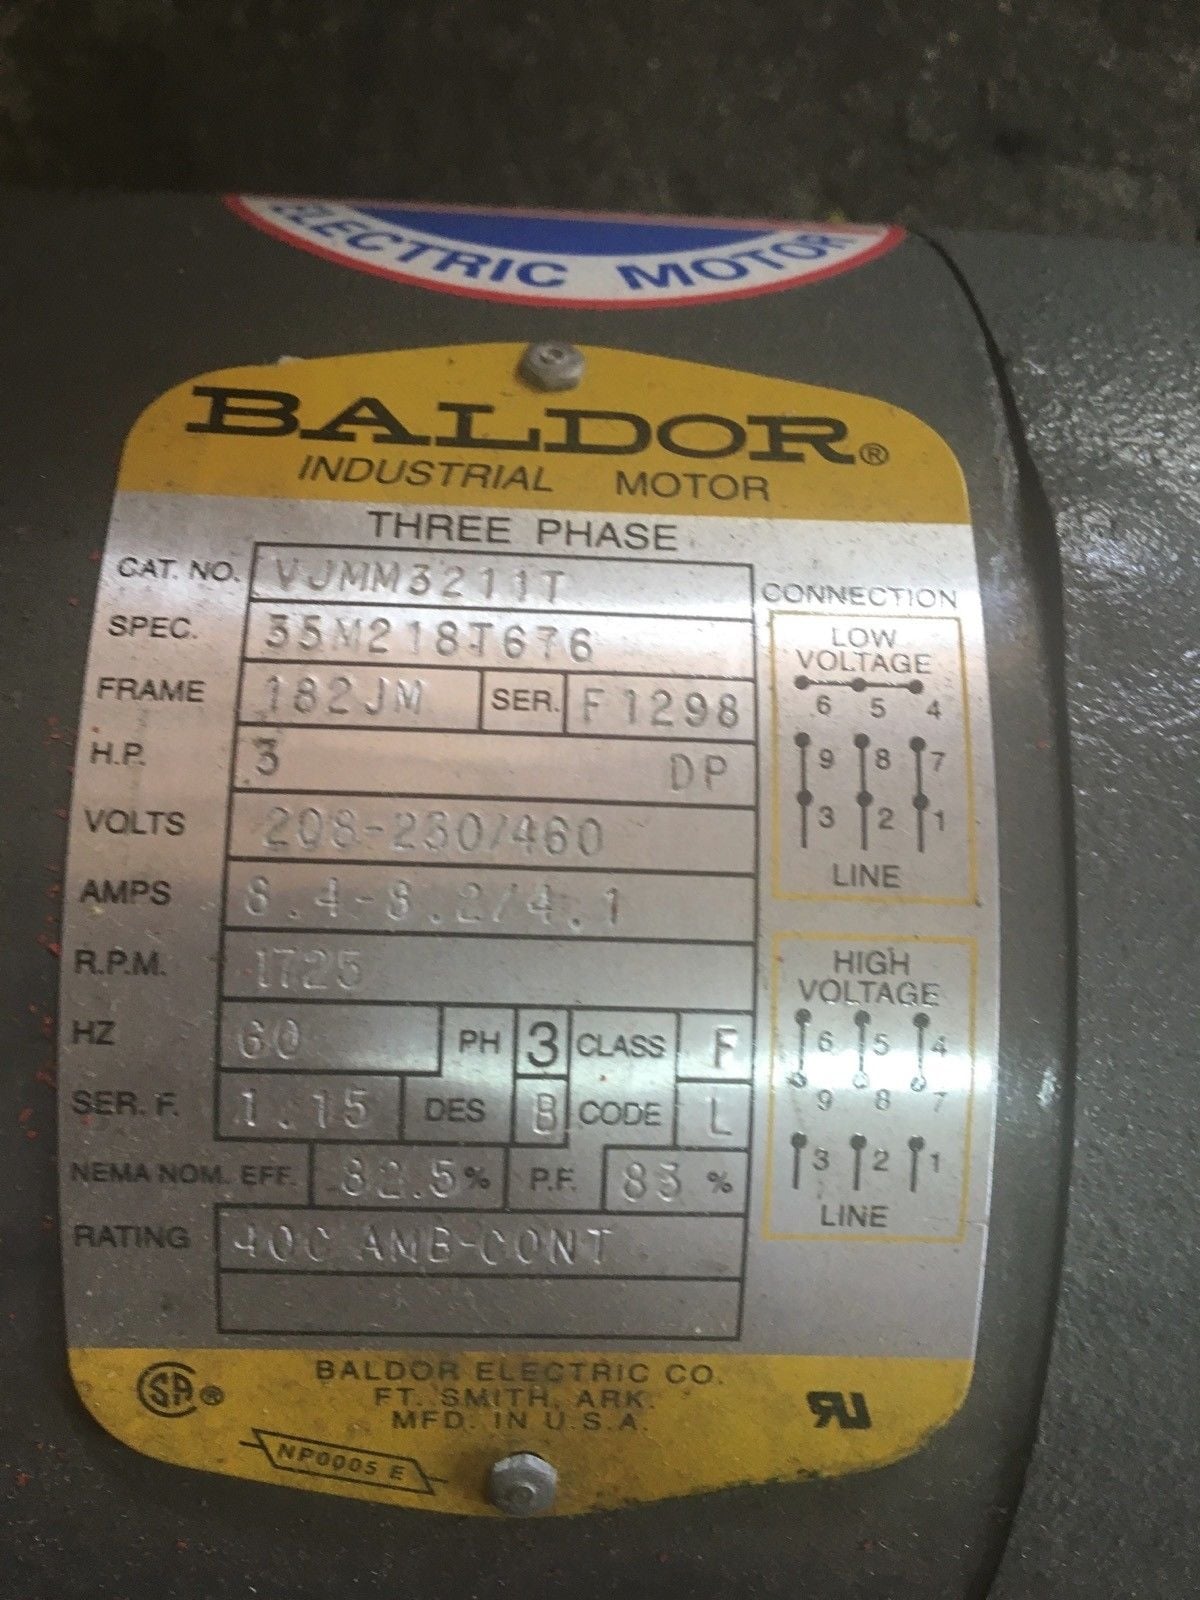 ELECTRIC MOTOR
BALDOR®
INDUSTRIAL MOTOR
THREE PHASE
CAT. NO. VJMM3211T
SPEC. 35M218T676
FRAME 182JM SER. F1298
H.P. 3 DP
VOLTS 208-230/460
AMPS 8.4-8.2/4.1
R.P.M. 1725
HZ 60 PH 3 CLASS F
SER. F. 1.15 DES B CODE L
NEMA NOM. EFF. 82.5% P.F. 83 %
RATING 40C AMB-CONT
CONNECTION
LOW
VOLTAGE
6 5 4
9 8 7
3 2 1
LINE
HIGH
VOLTAGE
6 5 4
9 8 7
3 2 1
LINE
SA®
BALDOR ELECTRIC CO.
FT. SMITH, ARK.
MFD. IN U.S.A.
NP0005 E